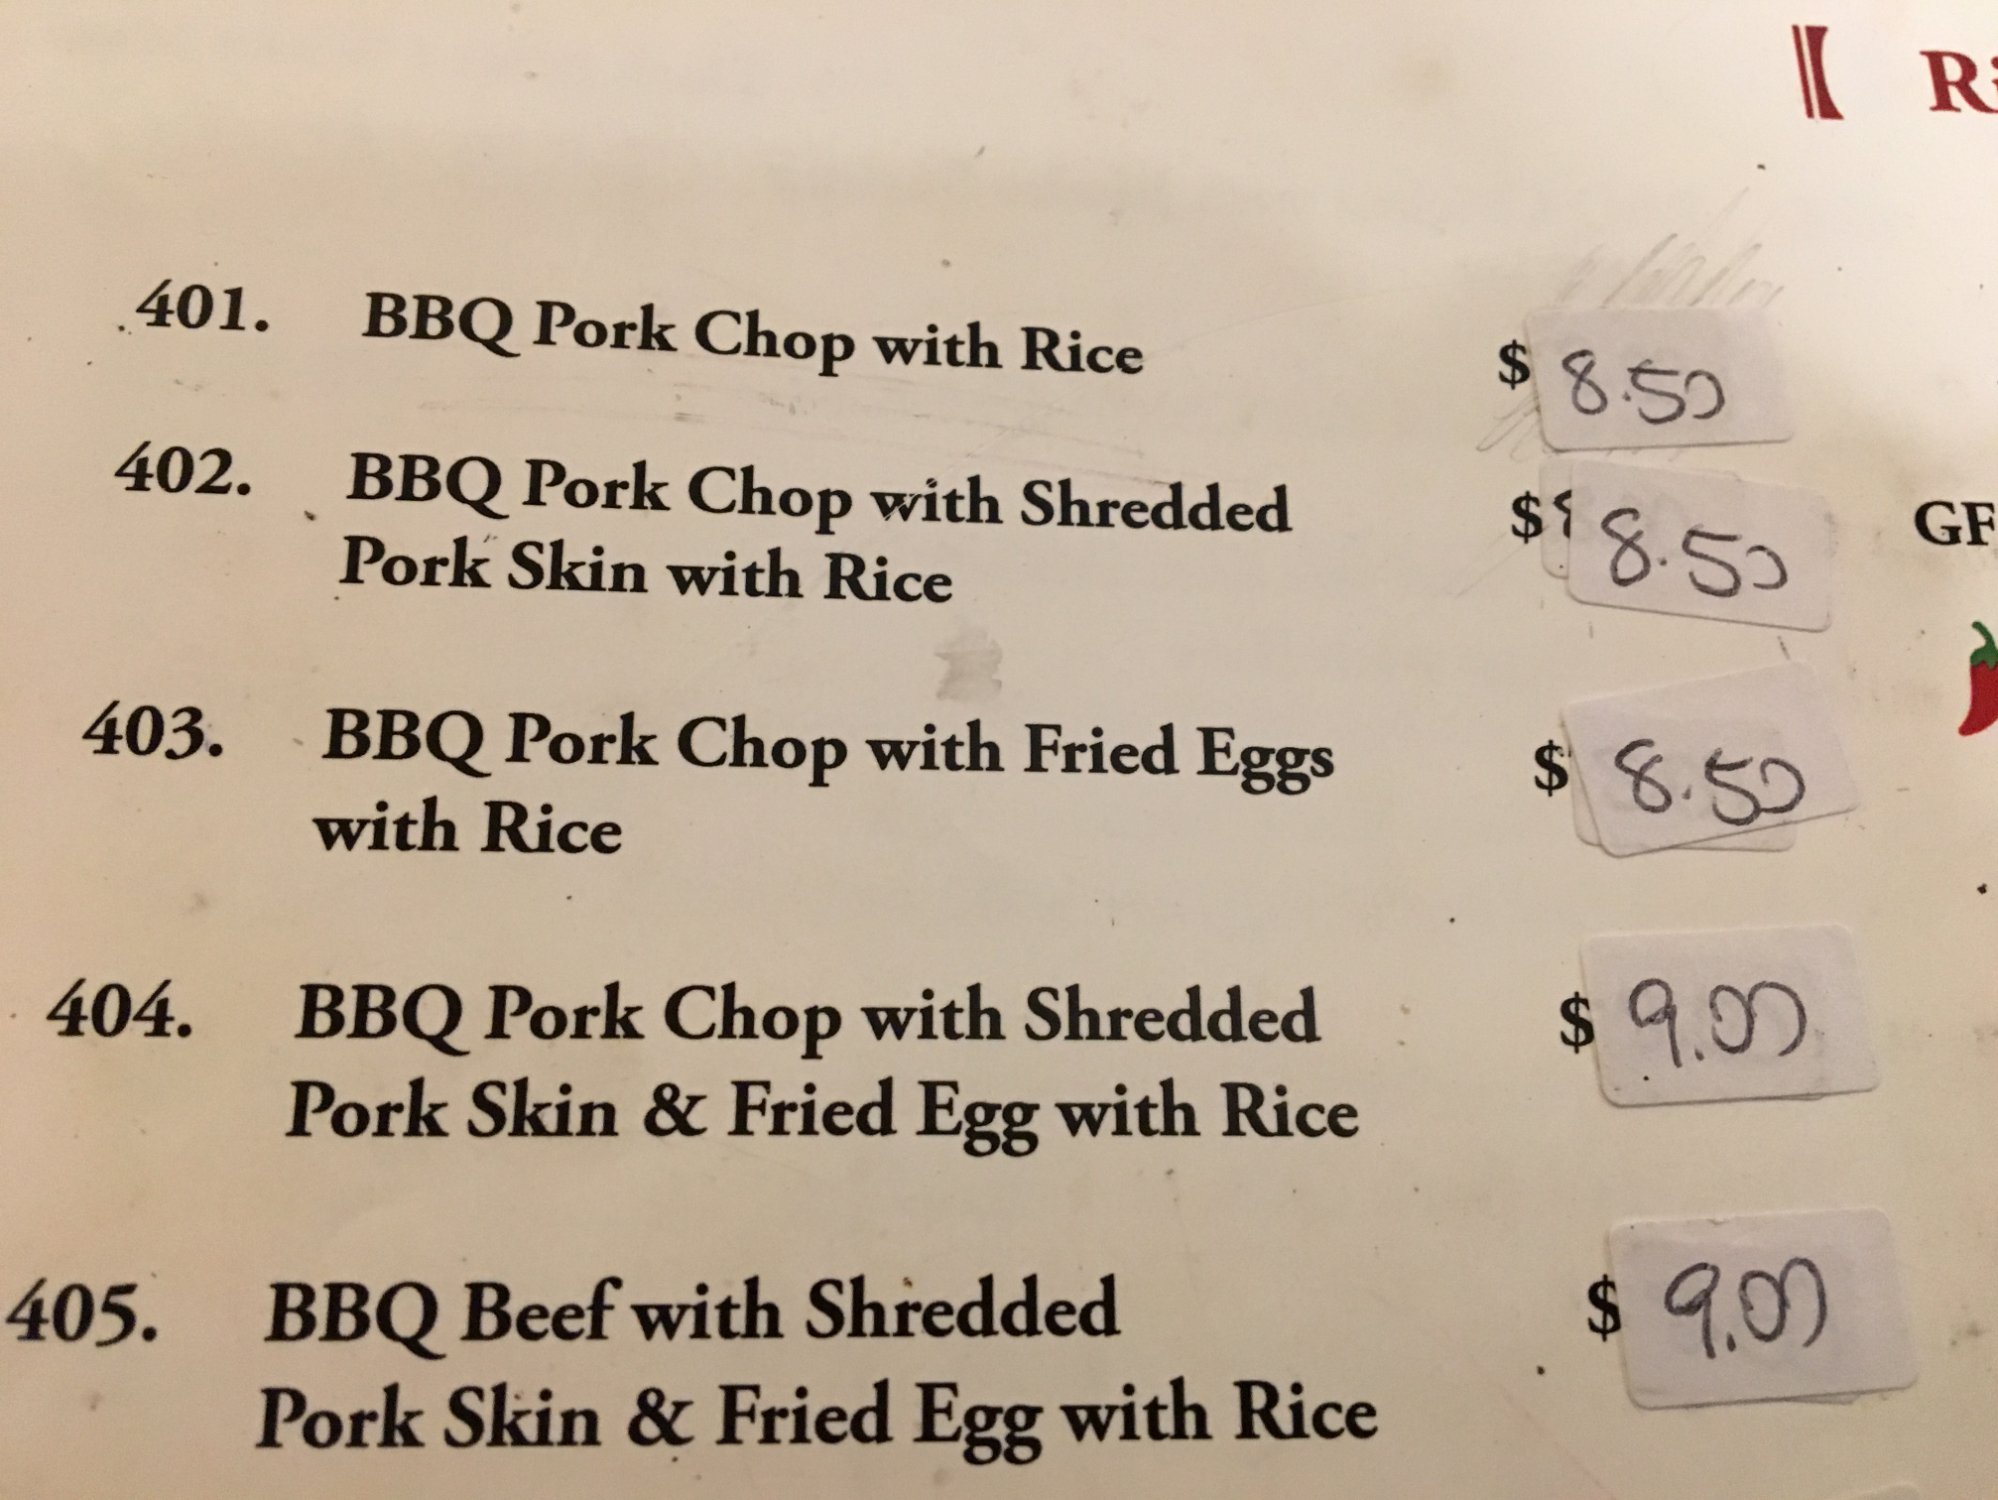 401. BBQ Pork Chop with Rice $ 8.50
402. BBQ Pork Chop with Shredded $ 8.50 GF
Pork Skin with Rice
403. BBQ Pork Chop with Fried Eggs $ 8.50
with Rice
404. BBQ Pork Chop with Shredded $ 9.00
Pork Skin & Fried Egg with Rice
405. BBQ Beef with Shredded $ 9.00
Pork Skin & Fried Egg with Rice